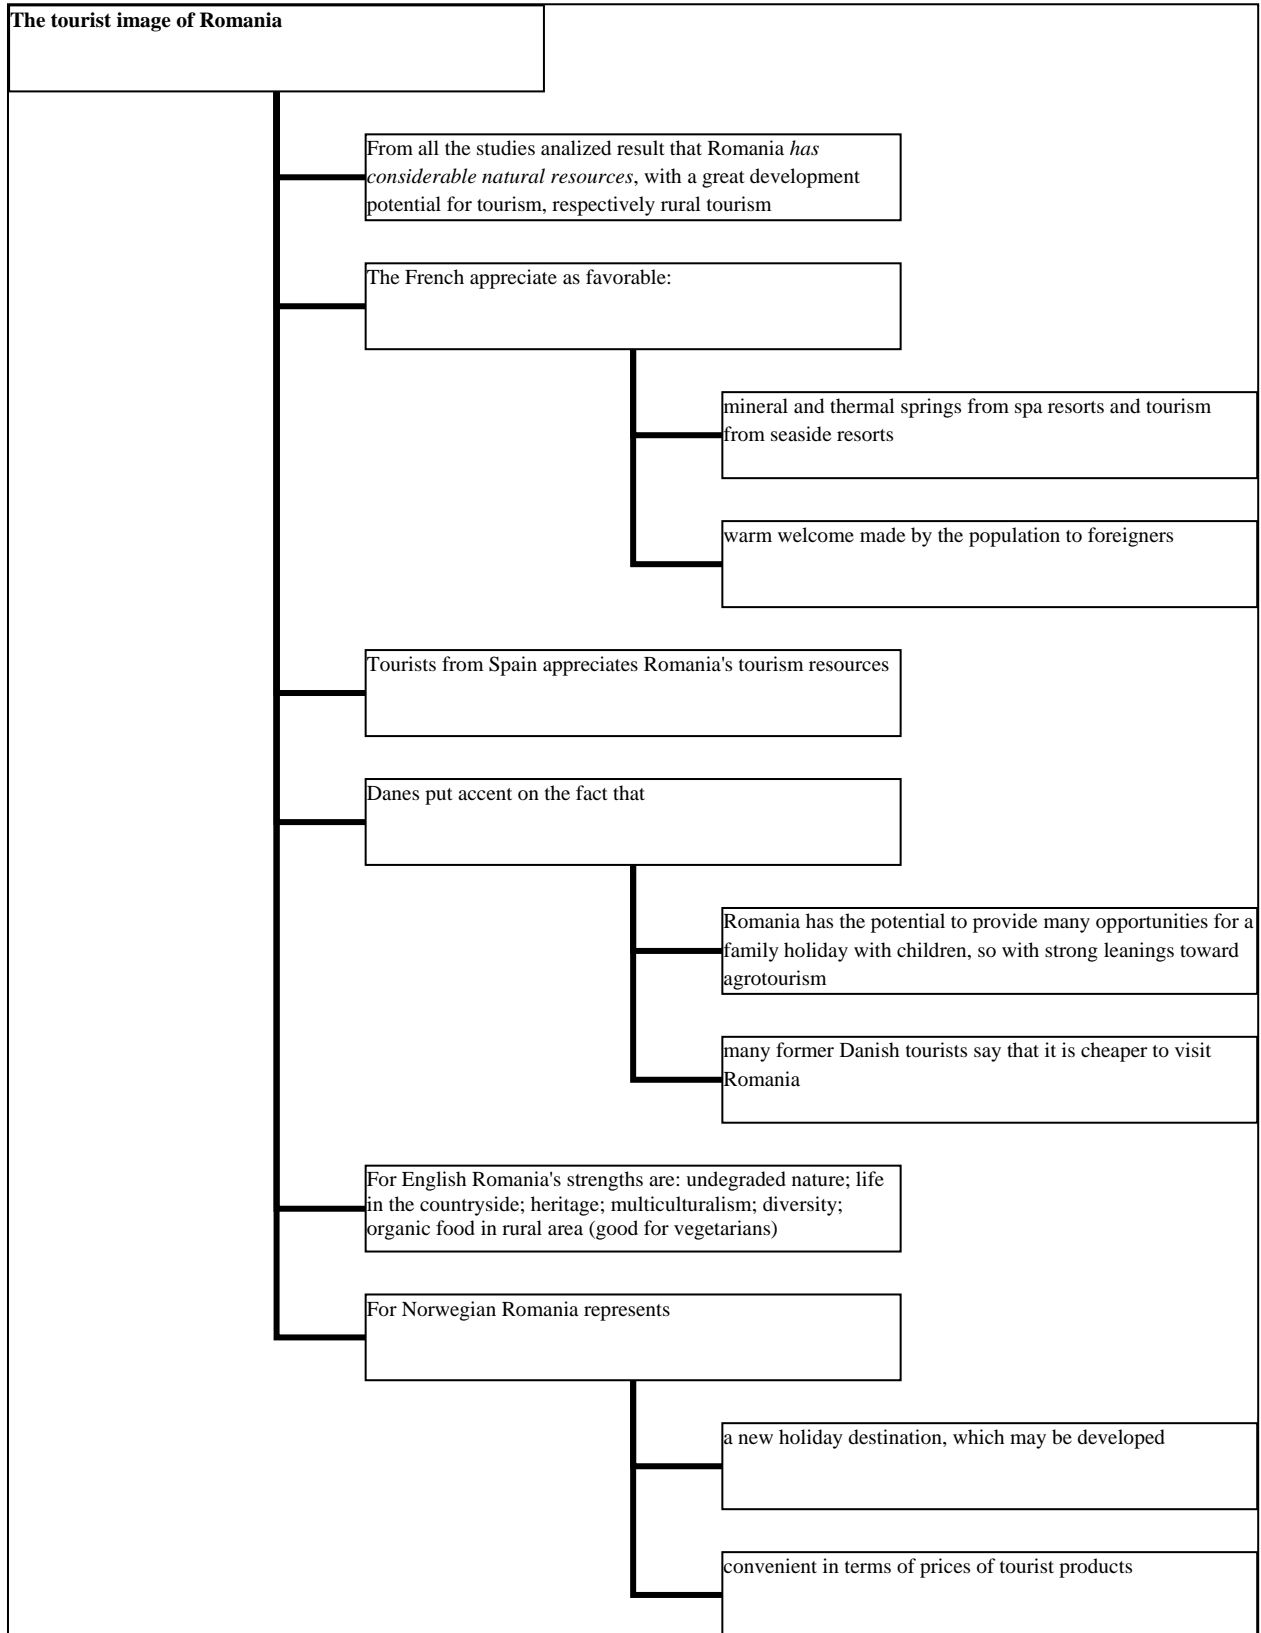 The tourist image of Romania
From all the studies analized result that Romania has
considerable natural resources, with a great development
potential for tourism, respectively rural tourism
The French appreciate as favorable:
mineral and thermal springs from spa resorts and tourism
from seaside resorts
warm welcome made by the population to foreigners
Tourists from Spain appreciates Romania's tourism resources
Danes put accent on the fact that
Romania has the potential to provide many opportunities for a
family holiday with children, so with strong leanings toward
agrotourism
many former Danish tourists say that it is cheaper to visit
Romania
For English Romania's strengths are: undegraded nature; life
in the countryside; heritage; multiculturalism; diversity;
organic food in rural area (good for vegetarians)
For Norwegian Romania represents
a new holiday destination, which may be developed
convenient in terms of prices of tourist products